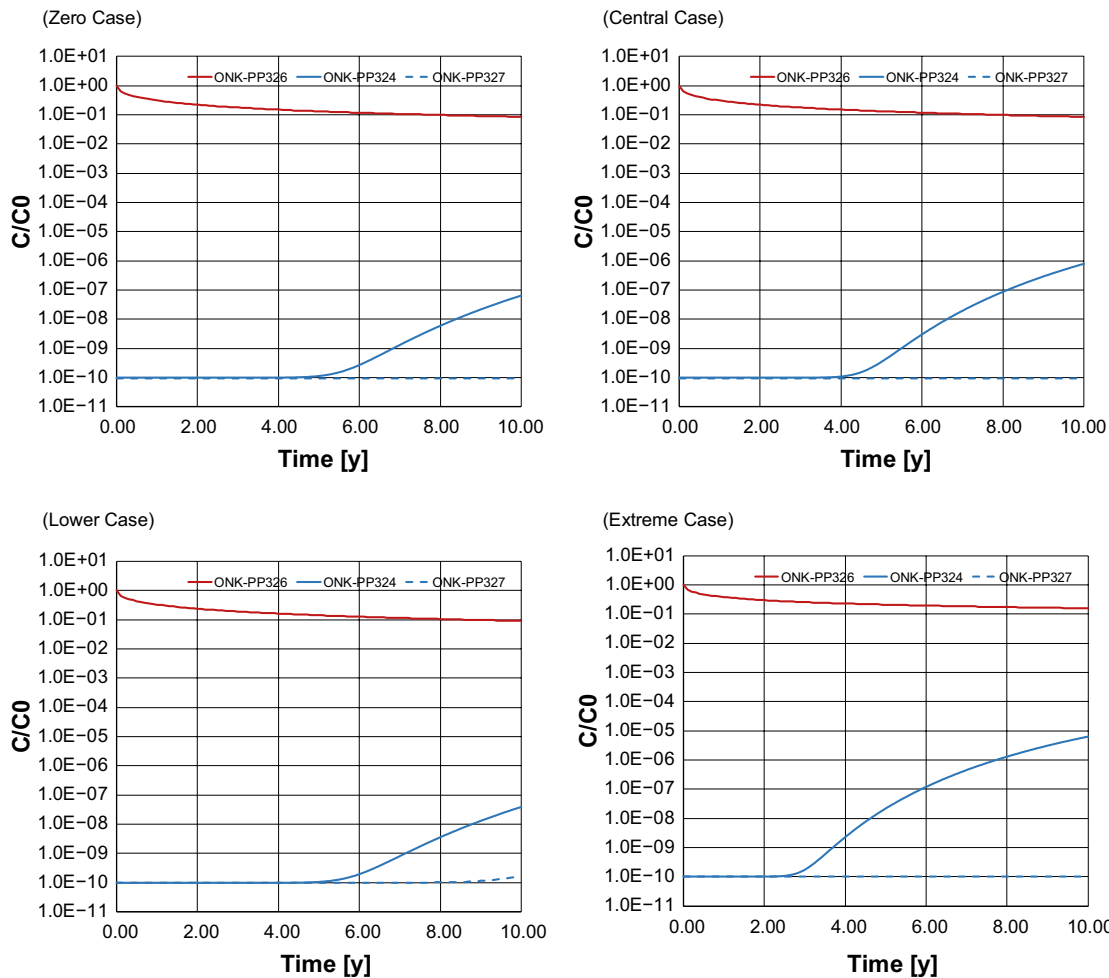 (Zero Case)
1.0E+01
ONK-PP326 ONK-PP324 ONK-PP327
1.0E+00
1.0E−01
1.0E−02
1.0E−03
1.0E−04
1.0E−05
1.0E−06
1.0E−07
1.0E−08
1.0E−09
1.0E−10
1.0E−11
C/C0
0.00 2.00 4.00 6.00 8.00 10.00
Time [y]
(Central Case)
1.0E+01
ONK-PP326 ONK-PP324 ONK-PP327
1.0E+00
1.0E−01
1.0E−02
1.0E−03
1.0E−04
1.0E−05
1.0E−06
1.0E−07
1.0E−08
1.0E−09
1.0E−10
1.0E−11
C/C0
0.00 2.00 4.00 6.00 8.00 10.00
Time [y]
(Lower Case)
1.0E+01
ONK-PP326 ONK-PP324 ONK-PP327
1.0E+00
1.0E−01
1.0E−02
1.0E−03
1.0E−04
1.0E−05
1.0E−06
1.0E−07
1.0E−08
1.0E−09
1.0E−10
1.0E−11
C/C0
0.00 2.00 4.00 6.00 8.00 10.00
Time [y]
(Extreme Case)
1.0E+01
ONK-PP326 ONK-PP324 ONK-PP327
1.0E+00
1.0E−01
1.0E−02
1.0E−03
1.0E−04
1.0E−05
1.0E−06
1.0E−07
1.0E−08
1.0E−09
1.0E−10
1.0E−11
C/C0
0.00 2.00 4.00 6.00 8.00 10.00
Time [y]